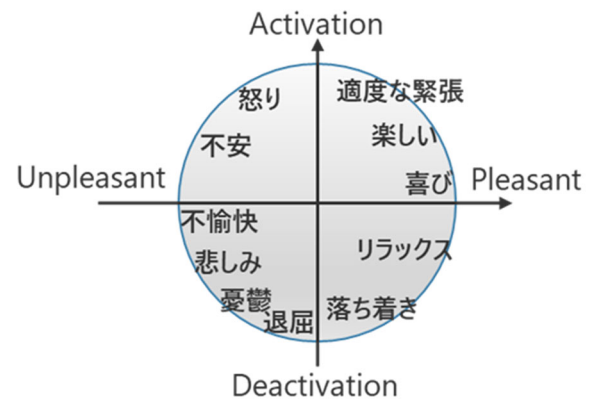 Activation
怒り
適度な緊張
不安
楽しい
Unpleasant
喜び
Pleasant
不愉快
悲しみ
リラックス
憂鬱
退屈
落ち着き
Deactivation